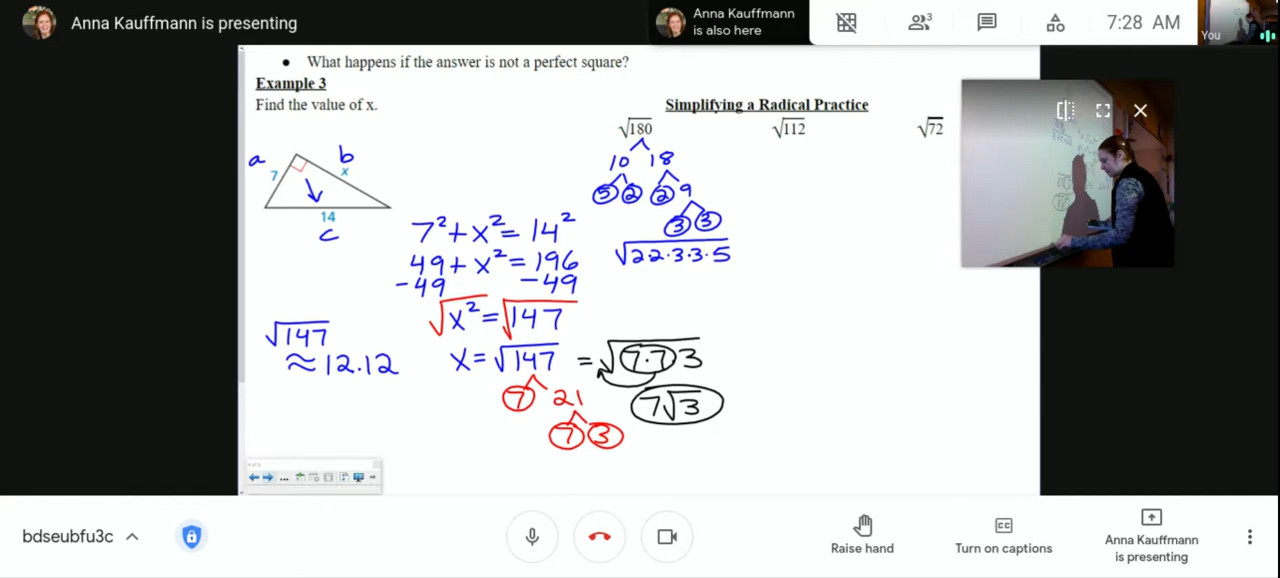 Anna Kauffmann is presenting
Anna Kauffmann
is also here
3
7:28 AM
You
• What happens if the answer is not a perfect square?
Example 3
Find the value of x.
a
7
b
x
14
c
7² + x² = 14²
49 + x² = 196
-49 -49
√x² = √147
x = √147 = √7·7 3
7 21
7 3
7√3
√147
≈ 12.12
Simplifying a Radical Practice
√180 √112 √72
10 18
5 2 2 9
3 3
√2·2·3·3·5
bdseubfu3c
Raise hand
Turn on captions
Anna Kauffmann
is presenting